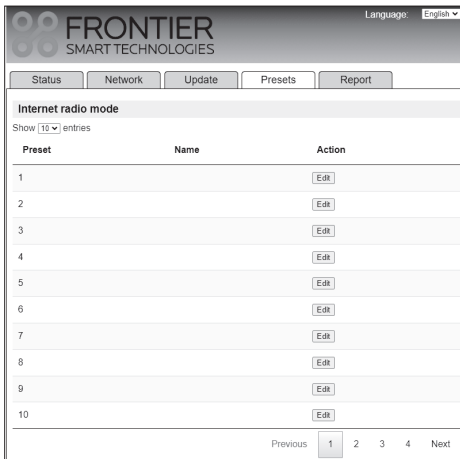 Language: English
FRONTIER
SMART TECHNOLOGIES
Status Network Update Presets Report
Internet radio mode
Show 10 entries
Preset Name Action
1 Edit
2 Edit
3 Edit
4 Edit
5 Edit
6 Edit
7 Edit
8 Edit
9 Edit
10 Edit
Previous 1 2 3 4 Next